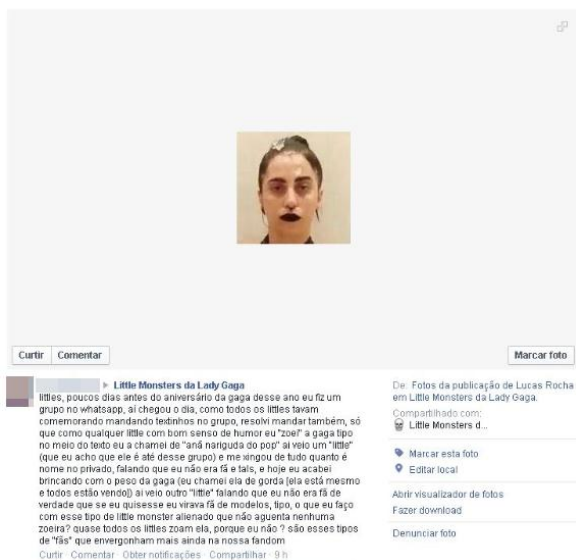 Curtir Comentar Marcar foto
Little Monsters da Lady Gaga
littles, poucos dias antes do aniversário da gaga desse ano eu fiz um
grupo no whatsapp, aí chegou o dia, como todos os littles tavam
comemorando mandando textinhos no grupo, resolvi mandar também, só
que como qualquer little com bom senso de humor eu "zoei" a gaga tipo
no meio do texto eu a chamei de "anã nariguda do pop" ai veio um "little"
(que eu acho que ele é até desse grupo) e me xingou de tudo quanto é
nome no privado, falando que eu não era fã e tals, e hoje eu acabei
brincando com o peso da gaga (eu chamei ela de gorda [ela está mesmo
e todos estão vendo]) ai veio outro "little" falando que eu não era fã de
verdade que se eu quisesse eu virava fã de modelos, tipo, o que eu faço
com esse tipo de little monster alienado que não aguenta nenhuma
zoeira? quase todos os littles zoam ela, porque eu não ? são esses tipos
de "fãs" que envergonham mais ainda na nossa fandom
Curtir · Comentar · Obter notificações · Compartilhar · 9 h
De: Fotos da publicação de Lucas Rocha
em Little Monsters da Lady Gaga.
Compartilhado com:
Little Monsters d...
Marcar esta foto
Editar local
Abrir visualizador de fotos
Fazer download
Denunciar foto